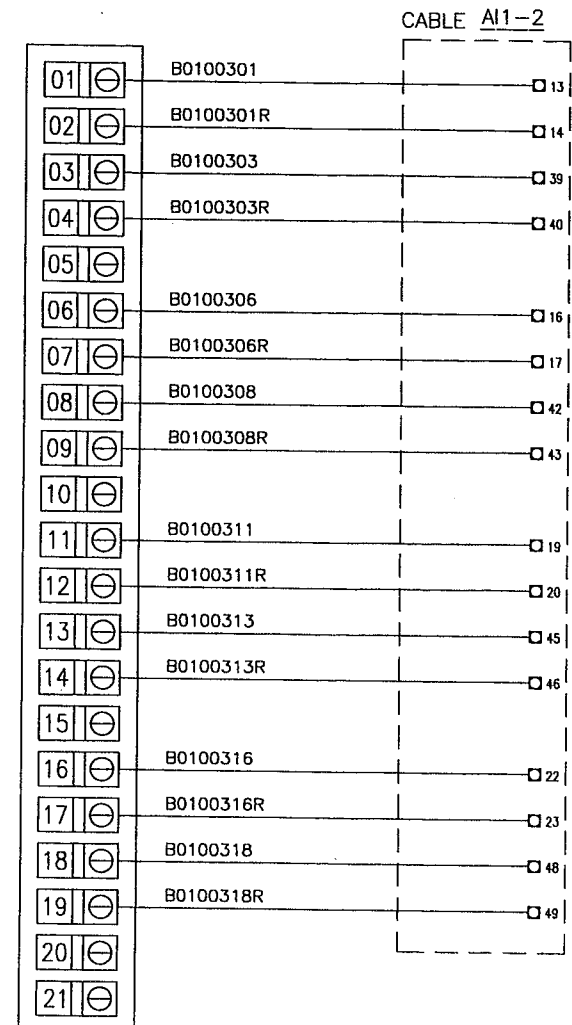 CABLE AI1-2
01 B0100301 13
02 B0100301R 14
03 B0100303 39
04 B0100303R 40
05
06 B0100306 16
07 B0100306R 17
08 B0100308 42
09 B0100308R 43
10
11 B0100311 19
12 B0100311R 20
13 B0100313 45
14 B0100313R 46
15
16 B0100316 22
17 B0100316R 23
18 B0100318 48
19 B0100318R 49
20
21